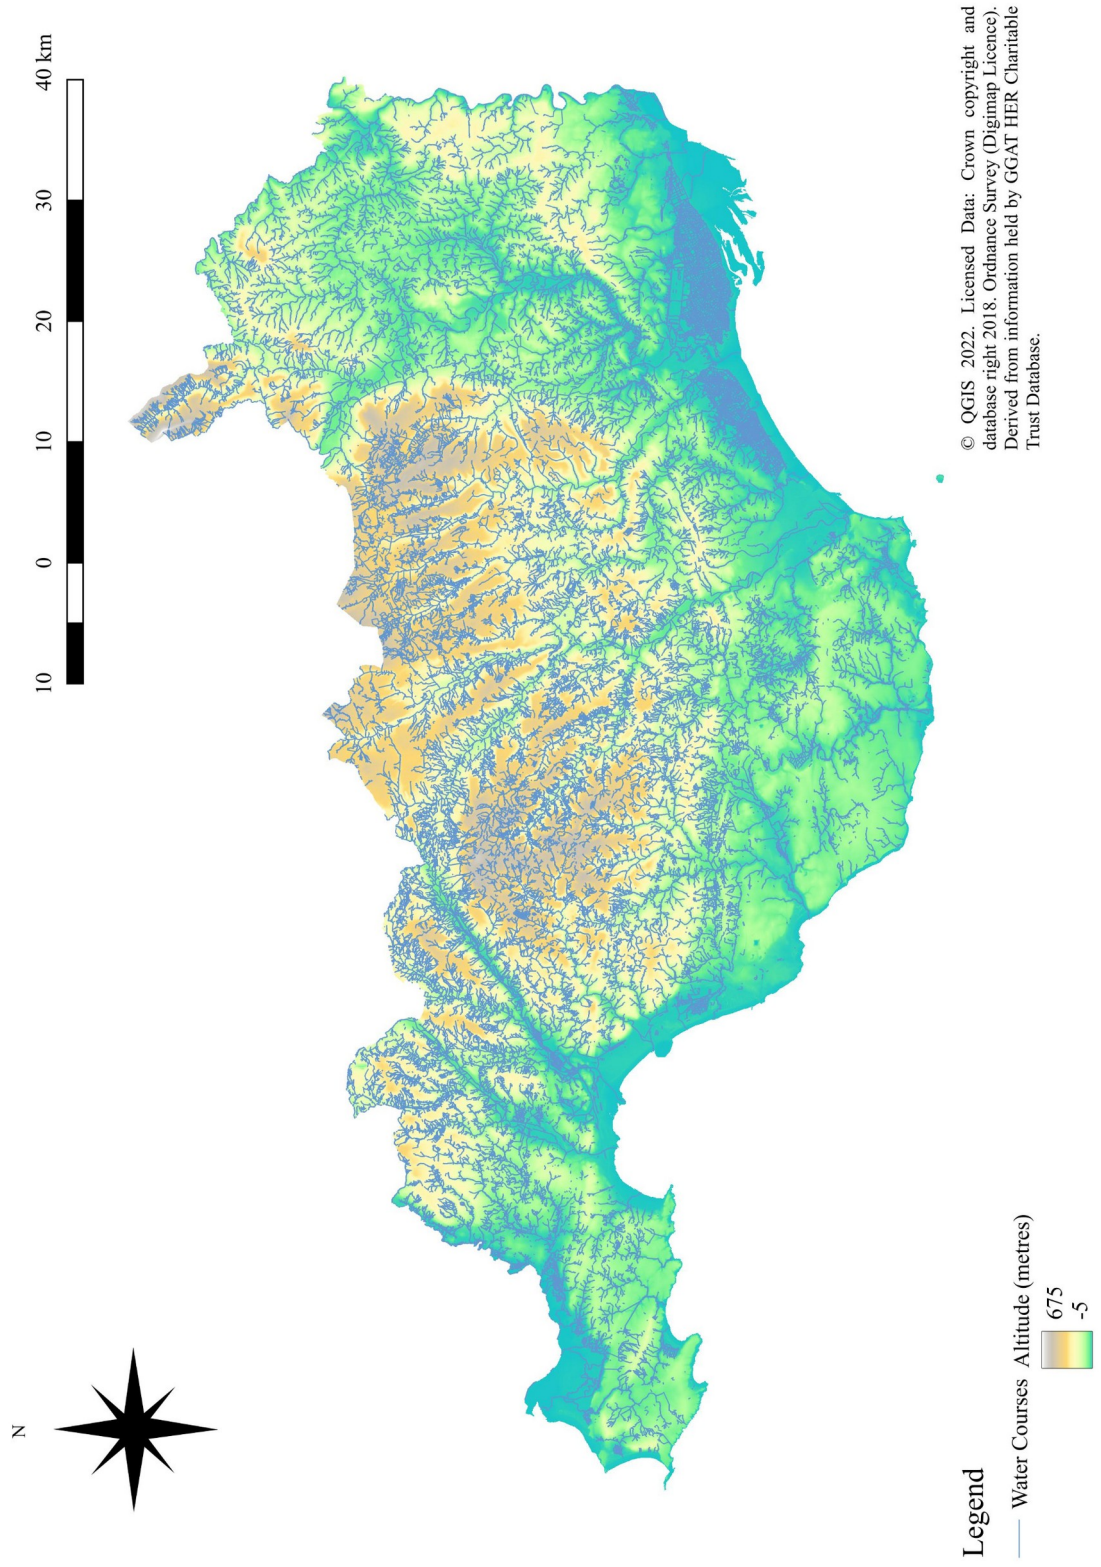 N
10 0 10 20 30 40 km
Legend
Water Courses
Altitude (metres)
675
-5
© QGIS 2022. Licensed Data: Crown copyright and
database right 2018. Ordnance Survey (Digimap Licence).
Derived from information held by GGAT HER Charitable
Trust Database.